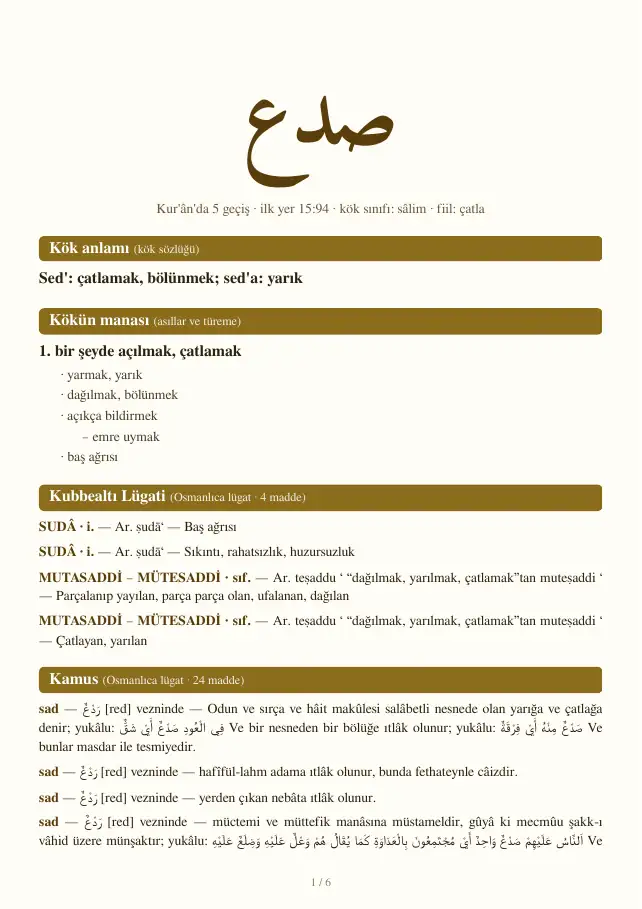 صدع
Kur'ân'da 5 geçiş · ilk yer 15:94 · kök sınıfı: sâlim · fiil: çatla
Kök anlamı (kök sözlüğü)
Sed': çatlamak, bölünmek; sed'a: yarık
Kökün manası (asıllar ve türeme)
1. bir şeyde açılmak, çatlamak
· yarmak, yarık
· dağılmak, bölünmek
· açıkça bildirmek
– emre uymak
· baş ağrısı
Kubbealtı Lügati (Osmanlıca lügat · 4 madde)
SUDÂ · i. — Ar. ṣudāʿ — Baş ağrısı
SUDÂ · i. — Ar. ṣudāʿ — Sıkıntı, rahatsızlık, huzursuzluk
MUTASADDİ – MÜTESADDİ · sıf. — Ar. teṣaddu ʿ “dağılmak, yarılmak, çatlamak”tan muteṣaddi ʿ
— Parçalanıp yayılan, parça parça olan, ufalanan, dağılan
MUTASADDİ – MÜTESADDİ · sıf. — Ar. teṣaddu ʿ “dağılmak, yarılmak, çatlamak”tan muteṣaddi ʿ
— Çatlayan, yarılan
Kamus (Osmanlıca lügat · 24 madde)
sad — رَدْعٌ [red] vezninde — Odun ve sırça ve hâit makûlesi salâbetli nesnede olan yarığa ve çatlağa
denir; yukâlu: فِي الْعُودِ صَدْعٌ أَيْ شَقٌّ Ve bir nesneden bir bölüğe ıtlâk olunur; yukâlu: صَدْعٌ مِنْهُ أَيْ فِرْقَةٌ Ve
bunlar masdar ile tesmiyedir.
sad — رَدْعٌ [red] vezninde — hafîfül-lahm adama ıtlâk olunur, bunda fethateynle câizdir.
sad — رَدْعٌ [red] vezninde — yerden çıkan nebâta ıtlâk olunur.
sad — رَدْعٌ [red] vezninde — müctemi ve müttefik manâsına müstameldir, gûyâ ki mecmûu şakk-ı
vâhid üzere münşaktır; yukâlu: اَلنَّاسُ عَلَيْهِمْ صَدْعٌ وَاحِدٌ أَيْ مُجْتَمِعُونَ بِالْعَدَاوَةِ كَمَا يُقَالُ هُمْ وَعْلٌ عَلَيْهِ وَضِلَعٌ عَلَيْهِ Ve
1 / 6